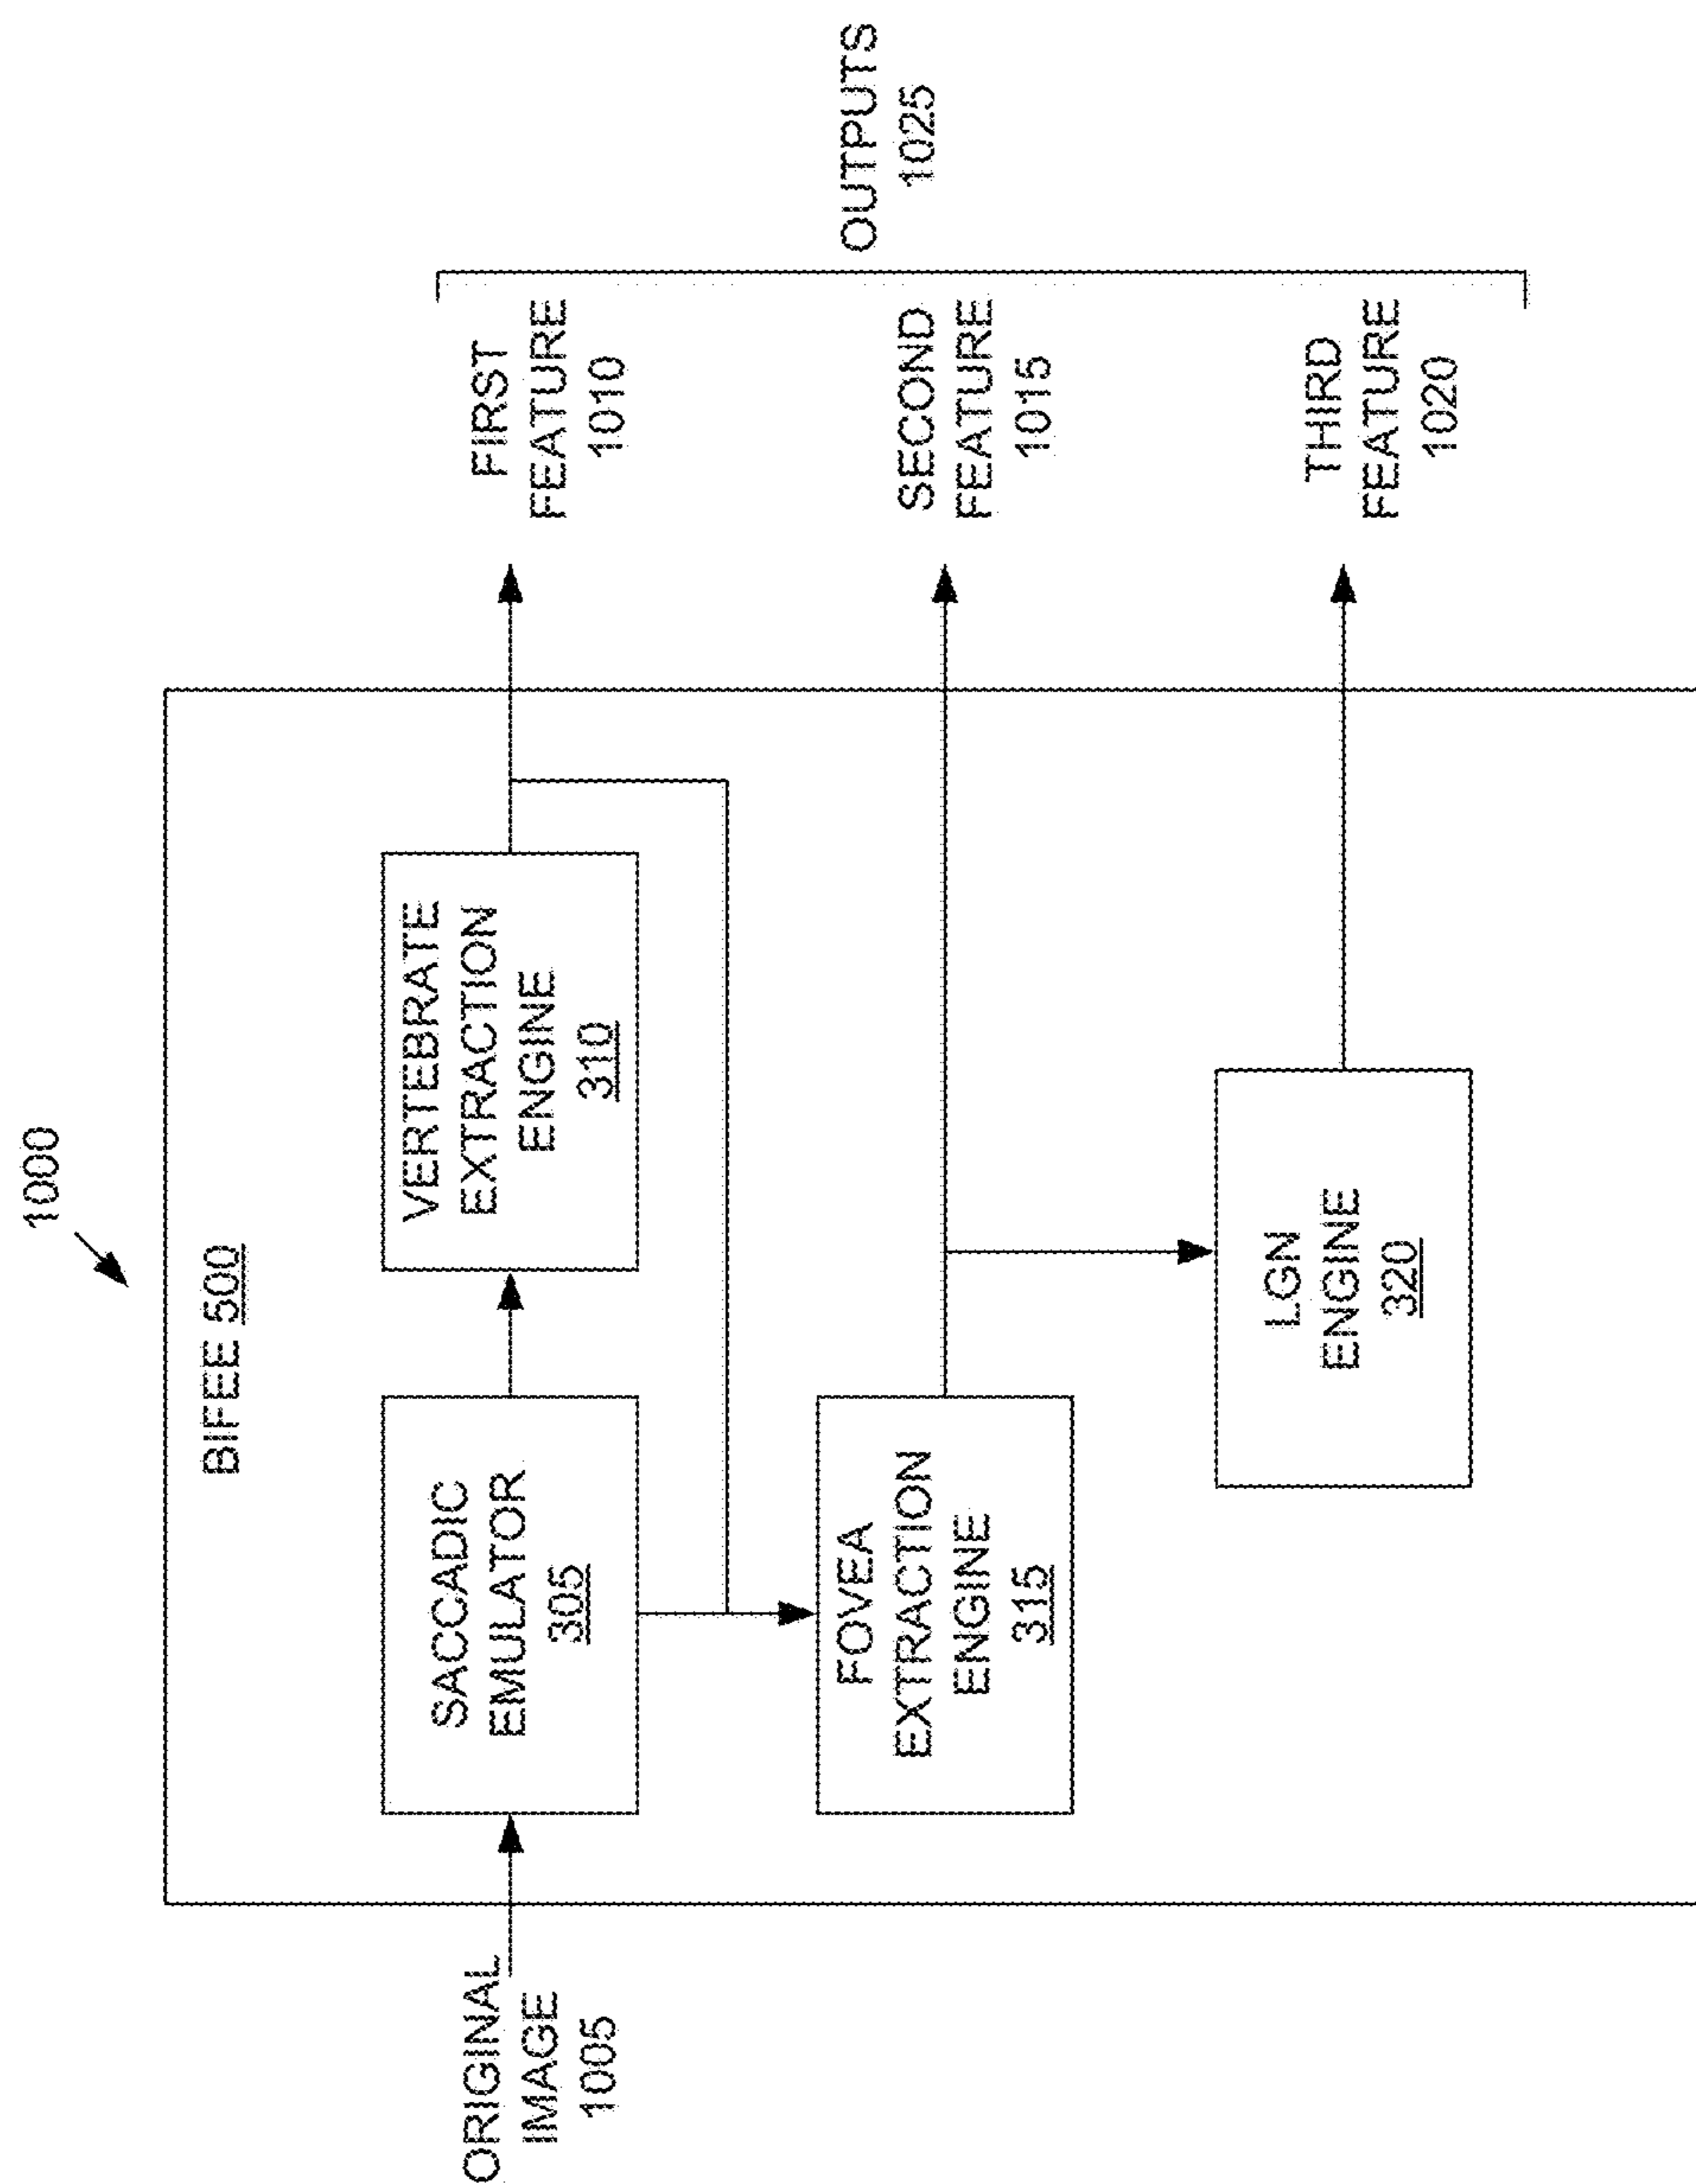 1000
BIFEE 500
ORIGINAL
IMAGE
1005
SACCADIC
EMULATOR
305
VERTEBRATE
EXTRACTION
ENGINE
310
FIRST
FEATURE
1010
FOVEA
EXTRACTION
ENGINE
315
SECOND
FEATURE
1015
OUTPUTS
1025
LGN
ENGINE
320
THIRD
FEATURE
1020